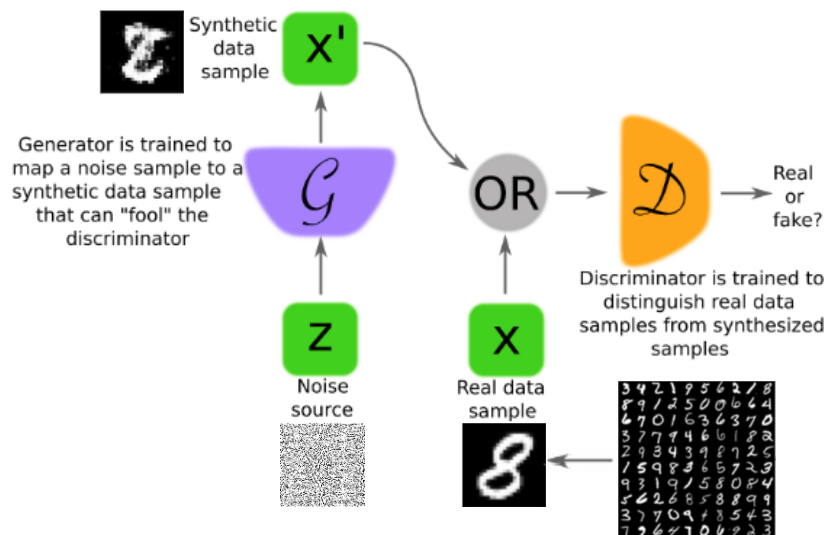 Synthetic
data
sample
x'
Generator is trained to
map a noise sample to a
synthetic data sample
that can "fool" the
discriminator
G
OR
D
Real
or
fake?
Discriminator is trained to
distinguish real data
samples from synthesized
samples
z
Noise
source
x
Real data
sample
8